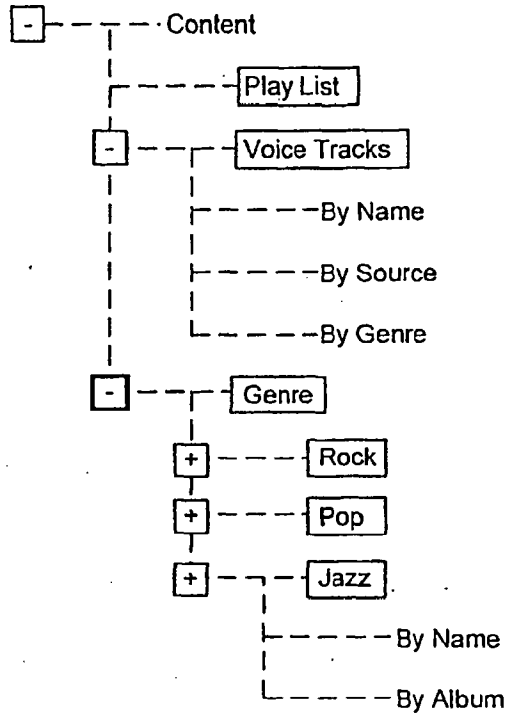 - Content
Play List
- Voice Tracks
By Name
By Source
By Genre
- Genre
+ Rock
+ Pop
+ Jazz
By Name
By Album